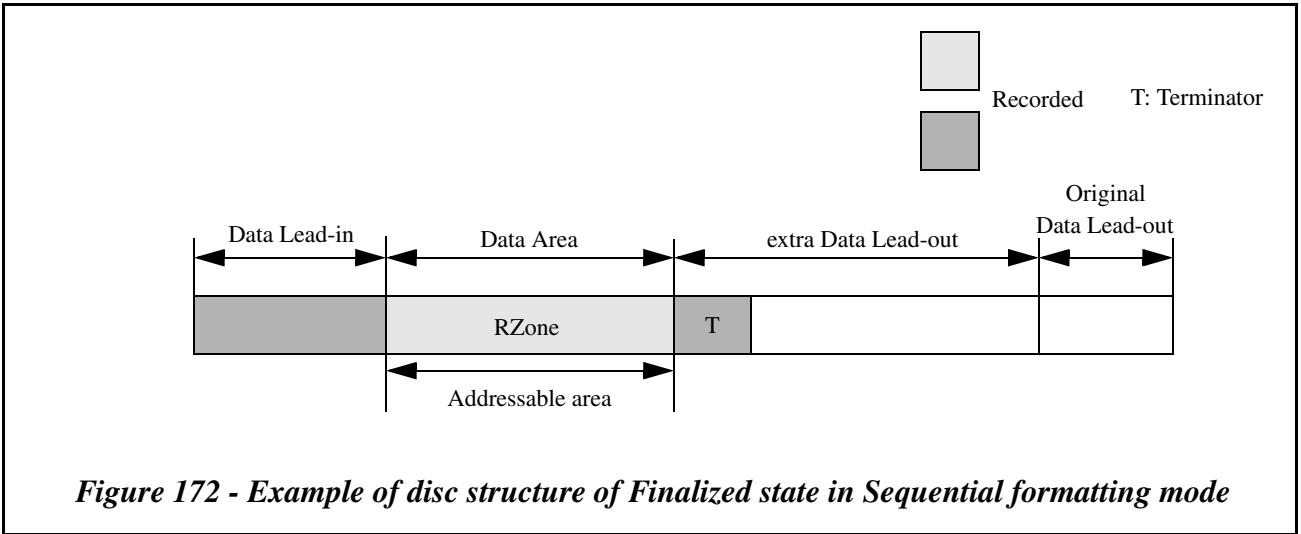 Recorded
T: Terminator
Original
Data Lead-out
Data Lead-in
Data Area
extra Data Lead-out
RZone
T
Addressable area
Figure 172 - Example of disc structure of Finalized state in Sequential formatting mode